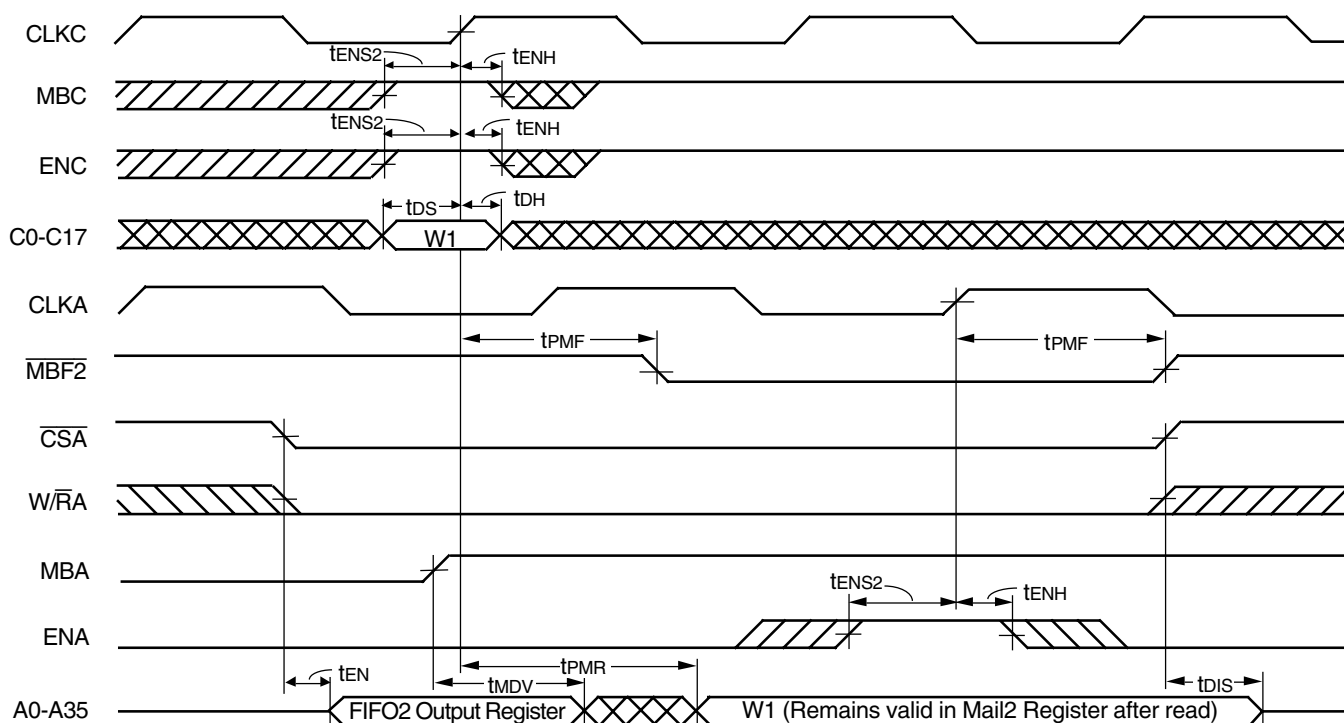 CLKC
tENS2
tENH
MBC
tENS2
tENH
ENC
tDS
tDH
C0-C17
W1
CLKA
tPMF
tPMF
MBF2
CSA
W/RA
MBA
tENS2
tENH
ENA
tEN
tPMR
tMDV
tDIS
A0-A35
FIFO2 Output Register
W1 (Remains valid in Mail2 Register after read)